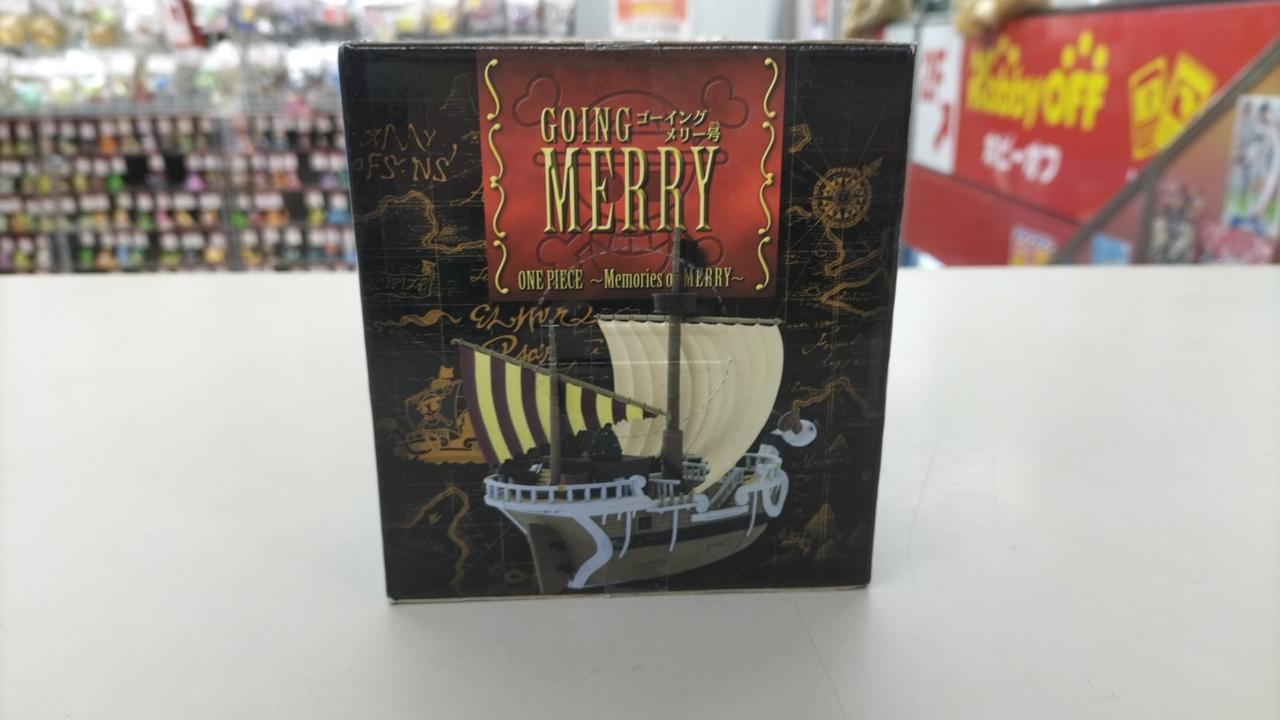 GOING ゴーイング
メリー号
MERRY
ONE PIECE ～Memories of MERRY～
HobbyOFF
ホビーオフ